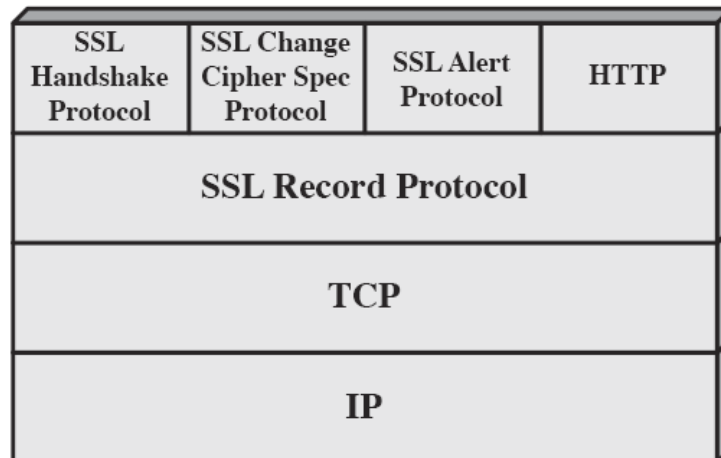 SSL
Handshake
Protocol
SSL Change
Cipher Spec
Protocol
SSL Alert
Protocol
HTTP
SSL Record Protocol
TCP
IP